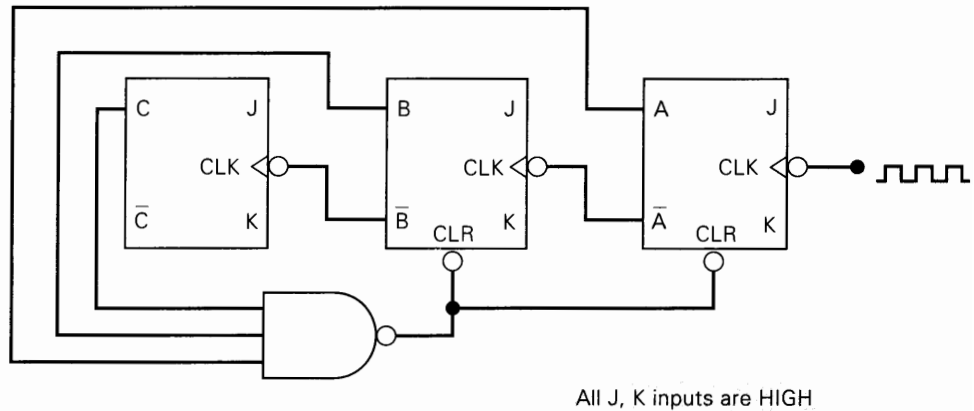 C J
CLK
C̅ K
B J
CLK
B̅ K
CLR
A J
CLK
A̅ K
CLR
All J, K inputs are HIGH